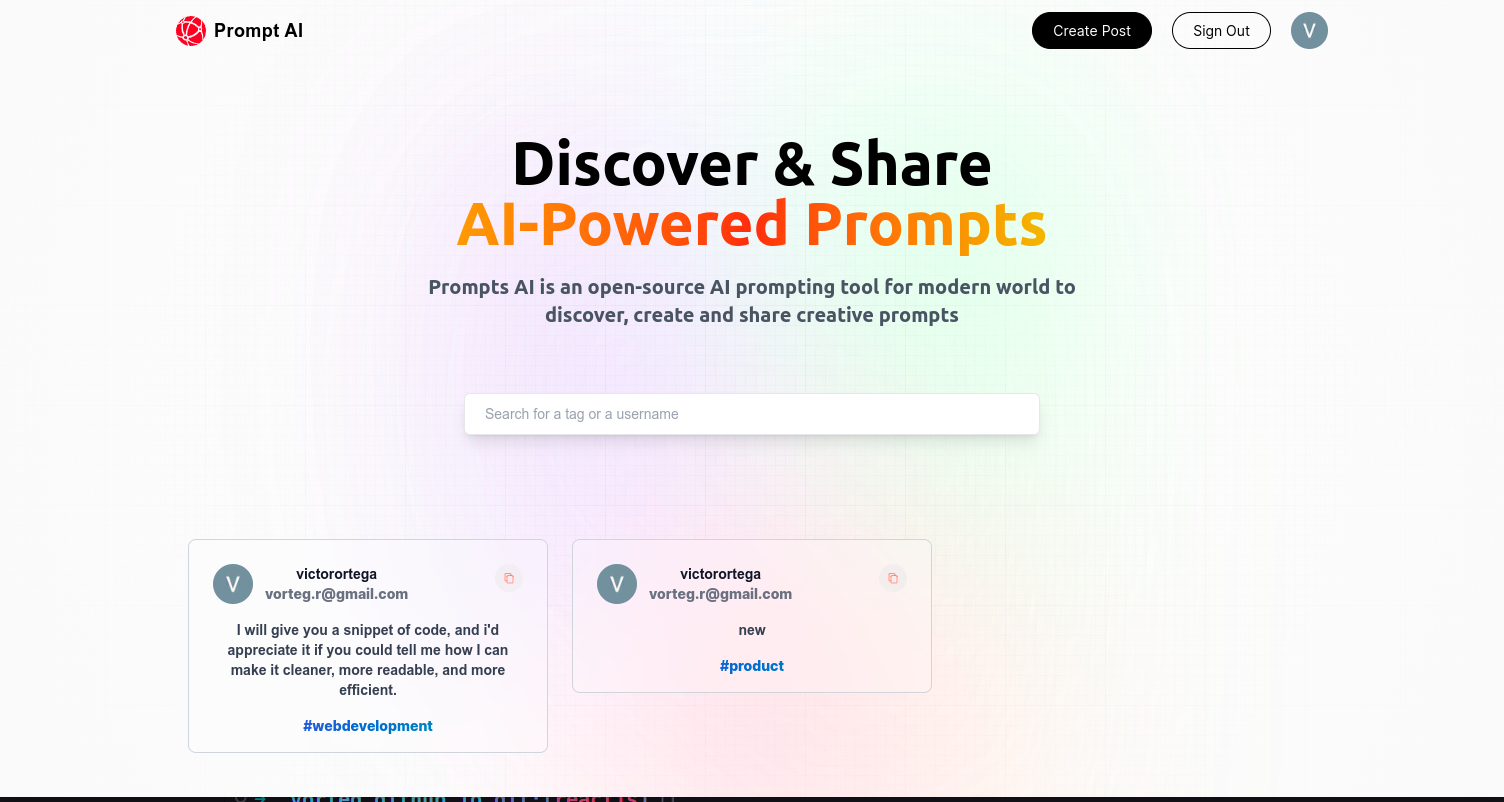 Prompt AI
Create Post
Sign Out
V
Discover & Share
AI-Powered Prompts
Prompts AI is an open-source AI prompting tool for modern world to
discover, create and share creative prompts
Search for a tag or a username
V
victorortega
vorteg.r@gmail.com
I will give you a snippet of code, and i'd
appreciate it if you could tell me how I can
make it cleaner, more readable, and more
efficient.
#webdevelopment
V
victorortega
vorteg.r@gmail.com
new
#product